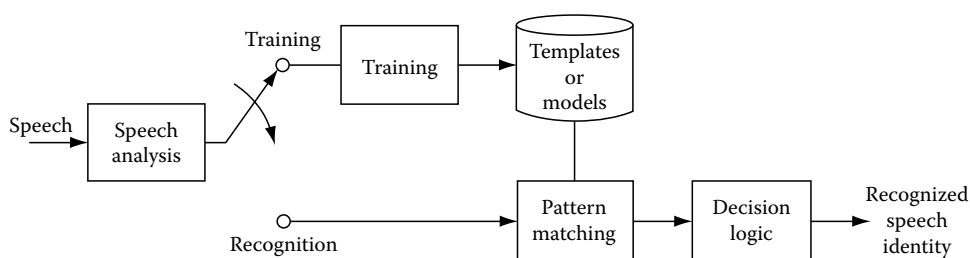 Training
Training
Templates
or
models
Speech
Speech
analysis
Recognition
Pattern
matching
Decision
logic
Recognized
speech
identity